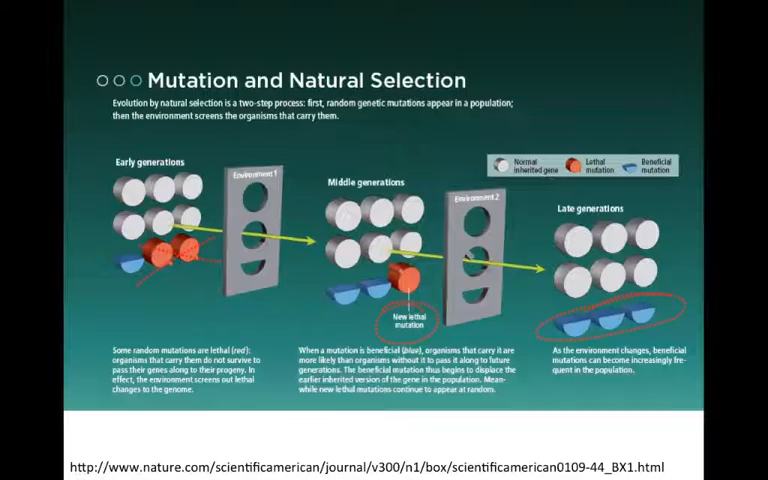 Mutation and Natural Selection
Evolution by natural selection is a two-step process: first, random genetic mutations appear in a population;
then the environment screens the organisms that carry them.
Early generations
Environment 1
Middle generations
Environment 2
Normal
inherited gene
Lethal
mutation
Beneficial
mutation
Late generations
New lethal
mutation
Some random mutations are lethal (red):
organisms that carry them do not survive to
pass their genes along to their progeny. In
effect, the environment screens out lethal
changes to the genome.
When a mutation is beneficial (blue), organisms that carry it are
more likely than organisms without it to pass it along to future
generations. The beneficial mutation thus begins to displace the
earlier inherited version of the gene in the population. Mean-
while new lethal mutations continue to appear at random.
As the environment changes, beneficial
mutations can become increasingly fre-
quent in the population.
http://www.nature.com/scientificamerican/journal/v300/n1/box/scientificamerican0109-44_BX1.html